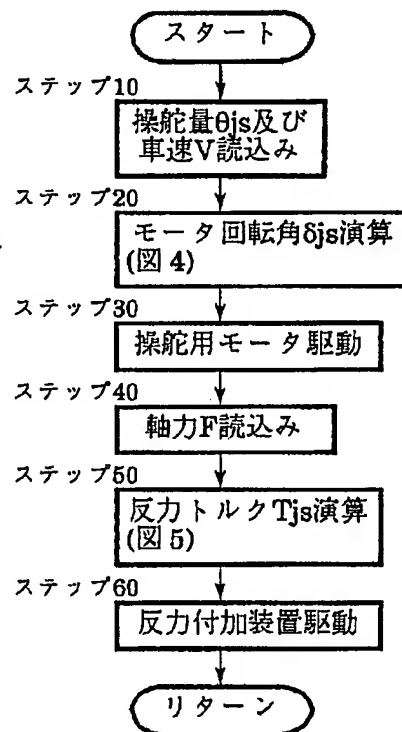 スタート
ステップ10
操舵量θjs及び
車速V読込み
ステップ20
モータ回転角δjs演算
(図4)
ステップ30
操舵用モータ駆動
ステップ40
軸力F読込み
ステップ50
反力トルクTjs演算
(図5)
ステップ60
反力付加装置駆動
リターン